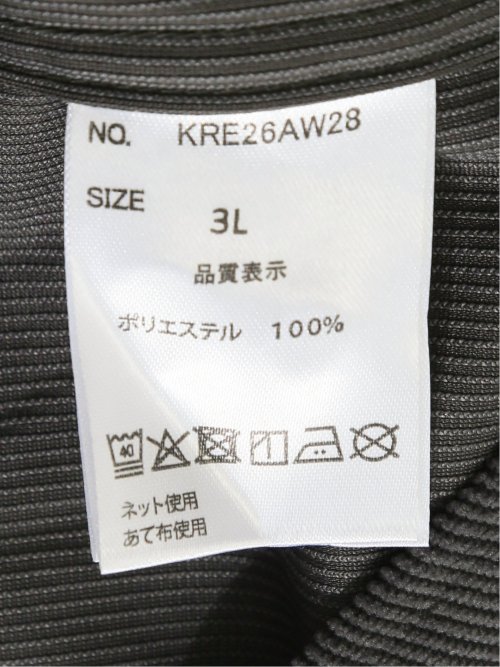 NO. KRE26AW28
SIZE 3L
品質表示
ポリエステル 100%
40
ネット使用
あて布使用